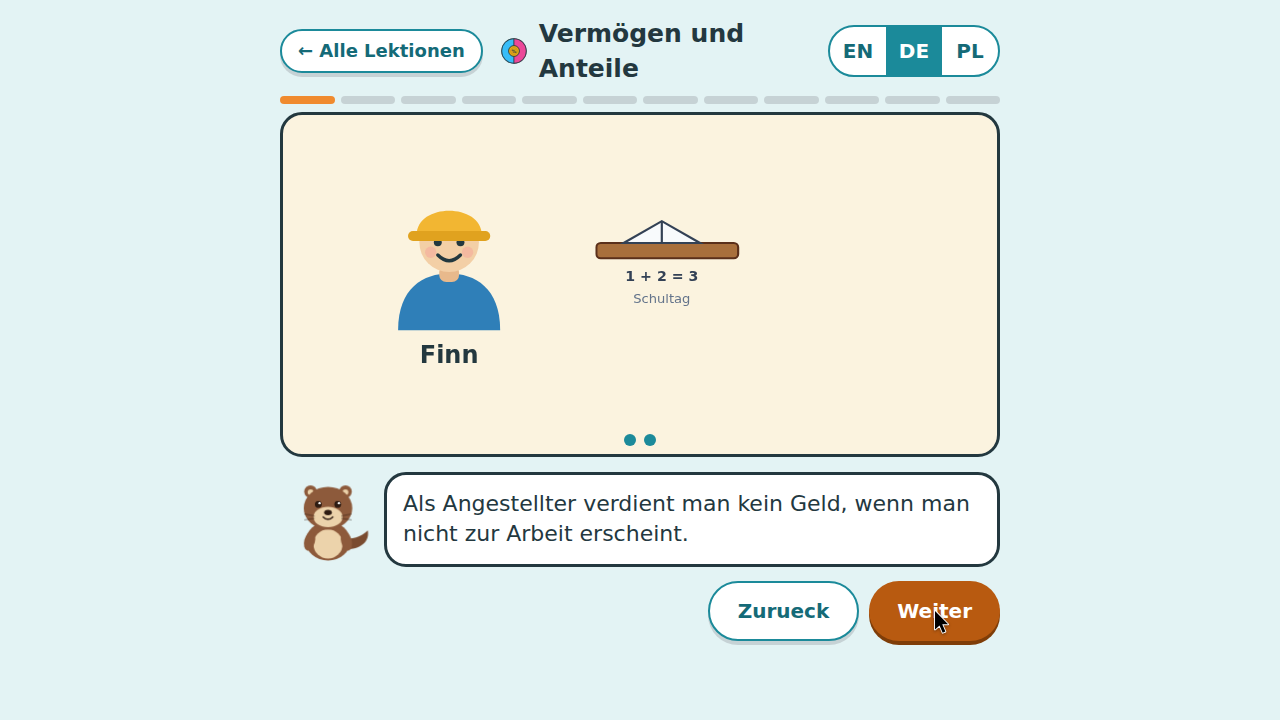 ← Alle Lektionen
Vermögen und
Anteile
EN DE PL
1 + 2 = 3
Schultag
Finn
Als Angestellter verdient man kein Geld, wenn man
nicht zur Arbeit erscheint.
Zurueck
Weiter